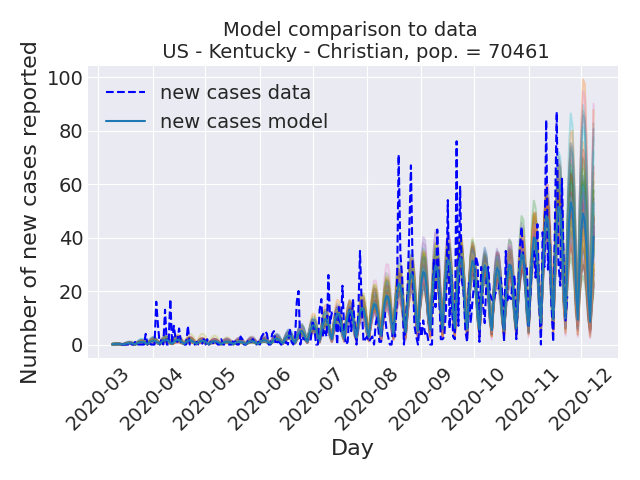 Model comparison to data
US - Kentucky - Christian, pop. = 70461
Number of new cases reported
100
80
60
40
20
0
new cases data
new cases model
2020-03
2020-04
2020-05
2020-06
2020-07
2020-08
2020-09
2020-10
2020-11
2020-12
Day